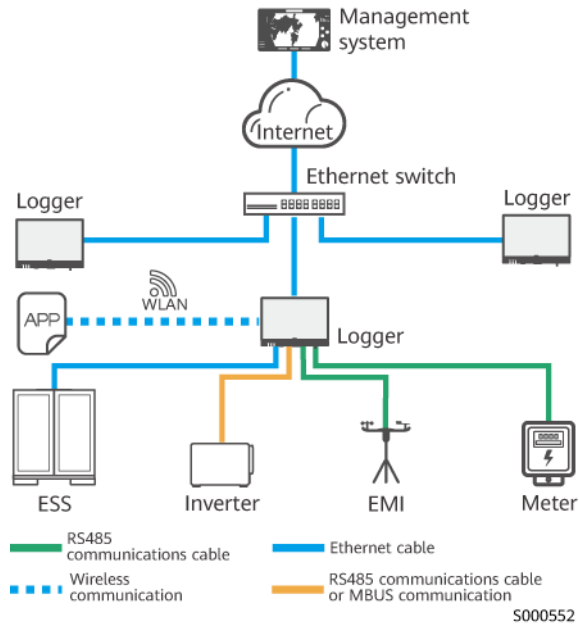 Management
system
Internet
Ethernet switch
Logger
Logger
WLAN
APP
Logger
ESS
Inverter
EMI
Meter
RS485
communications cable
Ethernet cable
Wireless
communication
RS485 communications cable
or MBUS communication
S000552